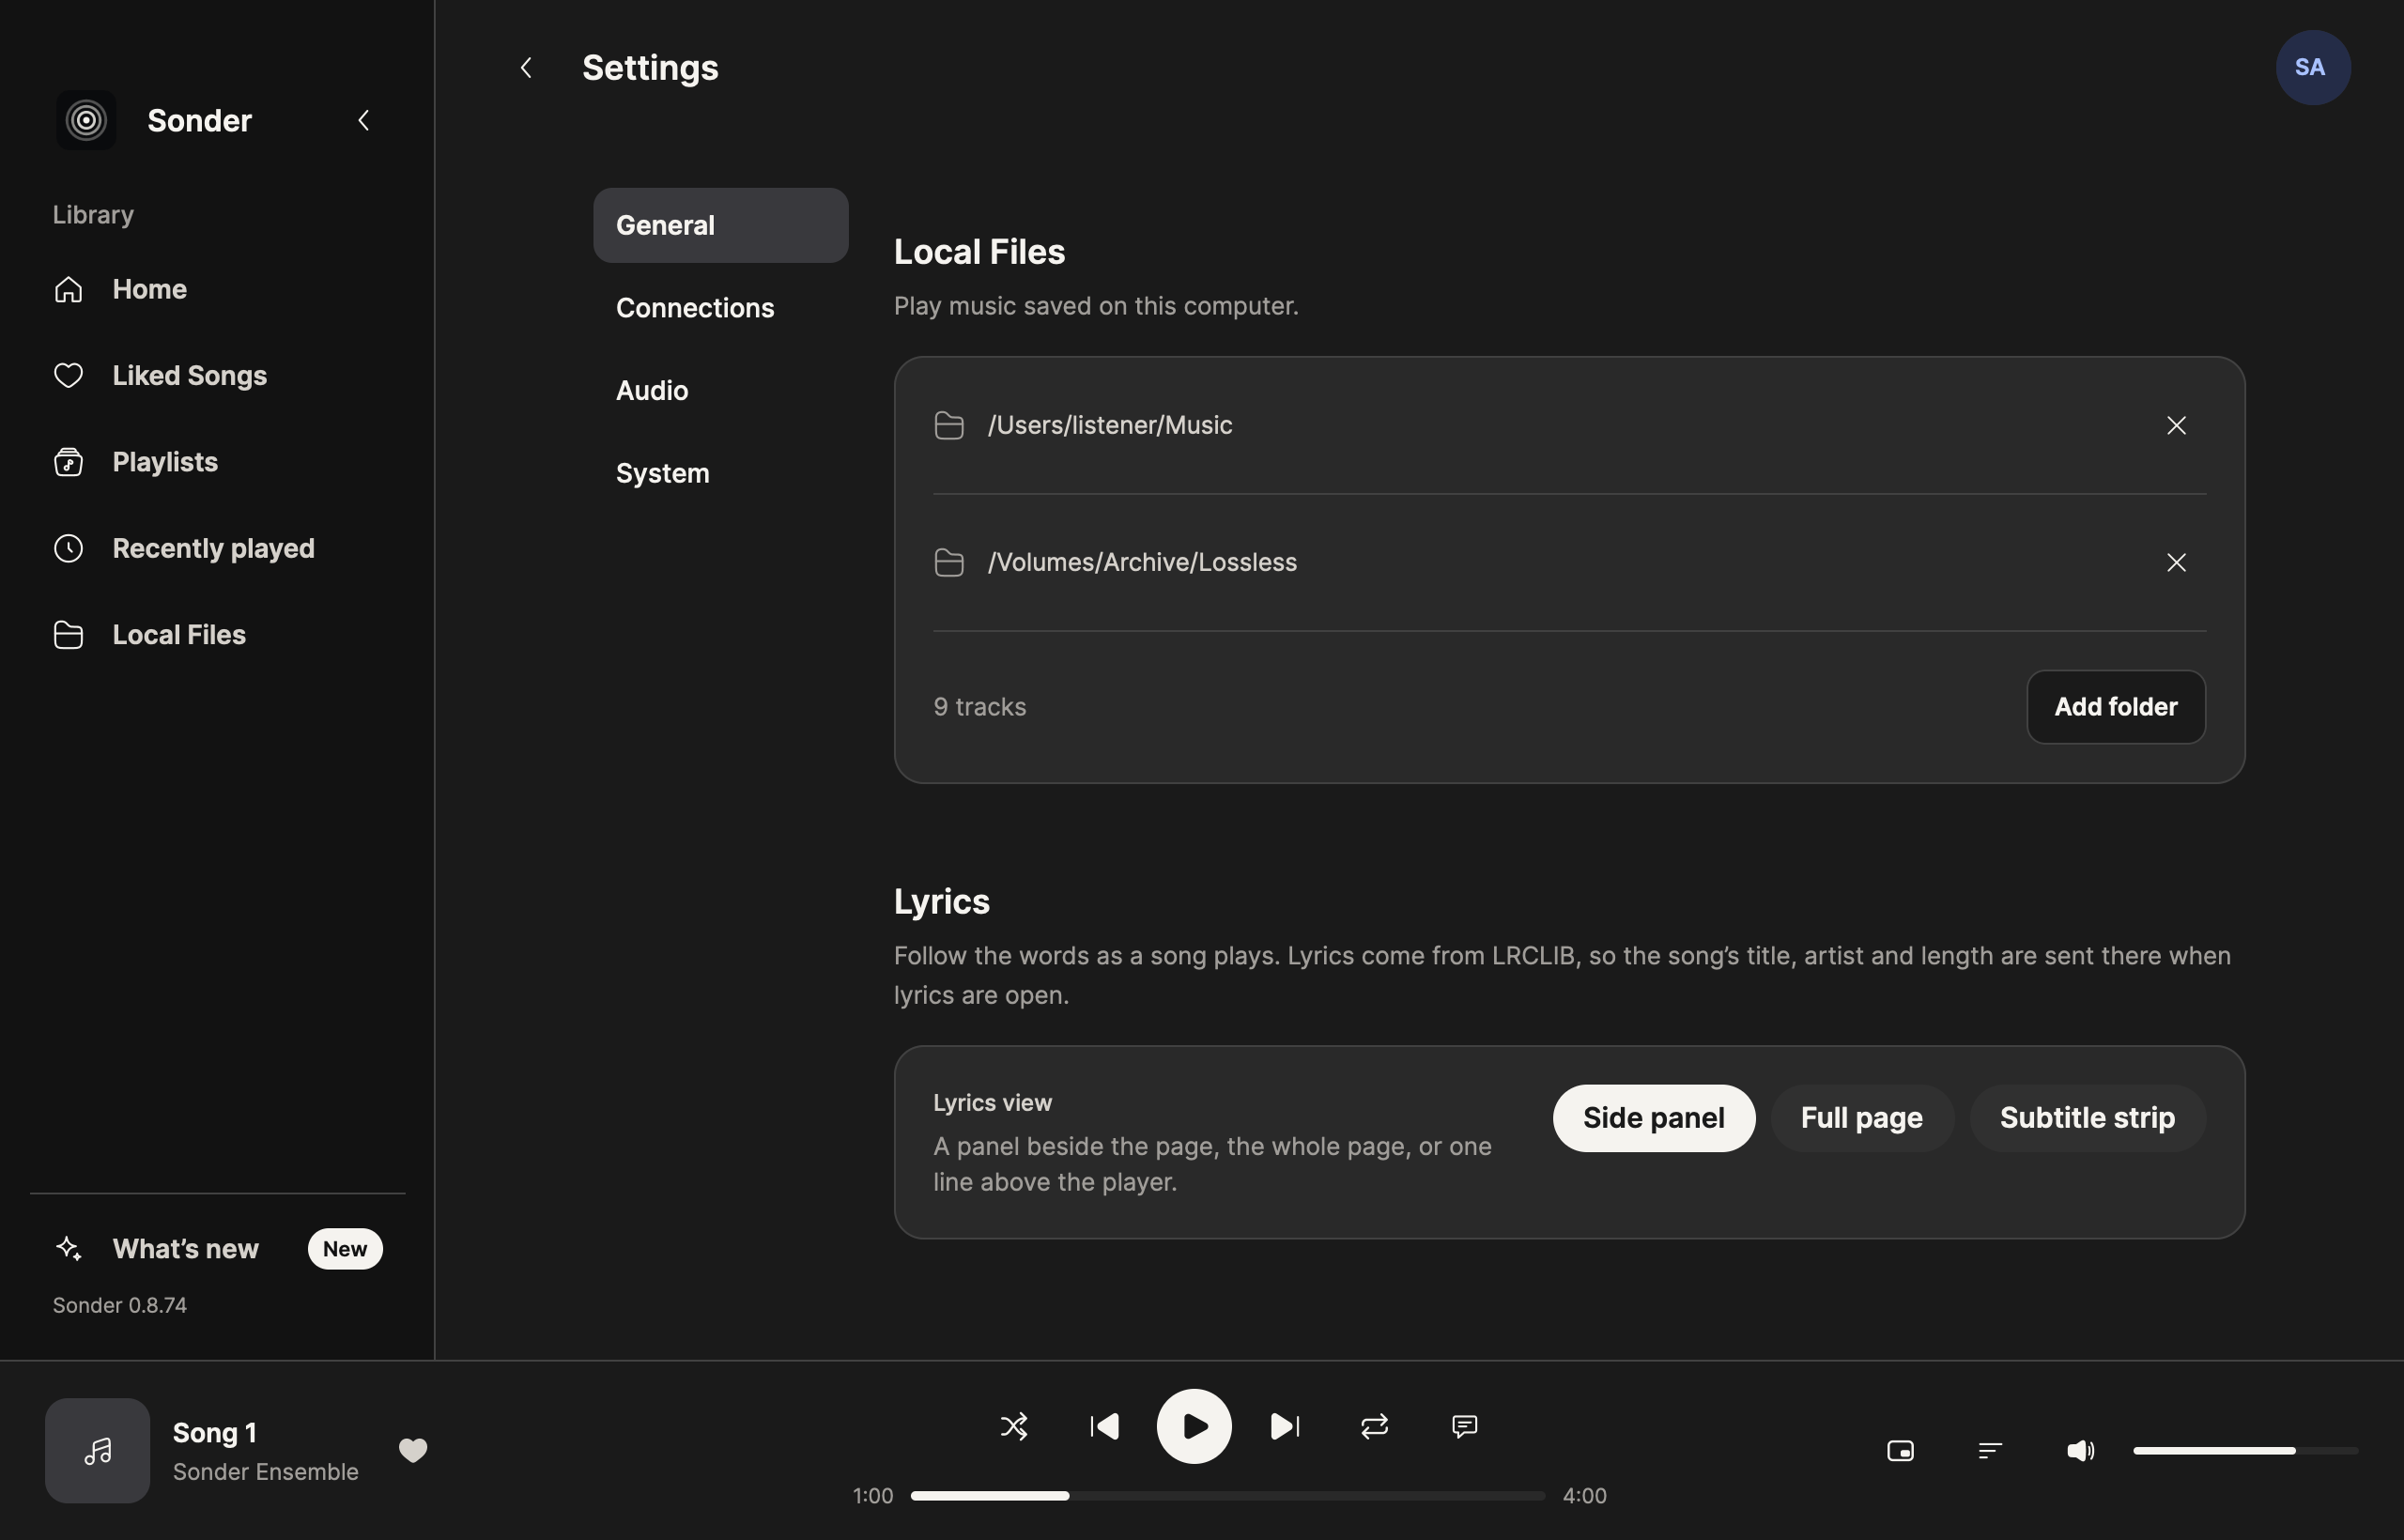 Sonder
Library
Home
Liked Songs
Playlists
Recently played
Local Files
What’s new
New
Sonder 0.8.74
Settings
SA
General
Connections
Audio
System
Local Files
Play music saved on this computer.
/Users/listener/Music
/Volumes/Archive/Lossless
9 tracks
Add folder
Lyrics
Follow the words as a song plays. Lyrics come from LRCLIB, so the song’s title, artist and length are sent there when
lyrics are open.
Lyrics view
A panel beside the page, the whole page, or one
line above the player.
Side panel
Full page
Subtitle strip
Song 1
Sonder Ensemble
1:00
4:00